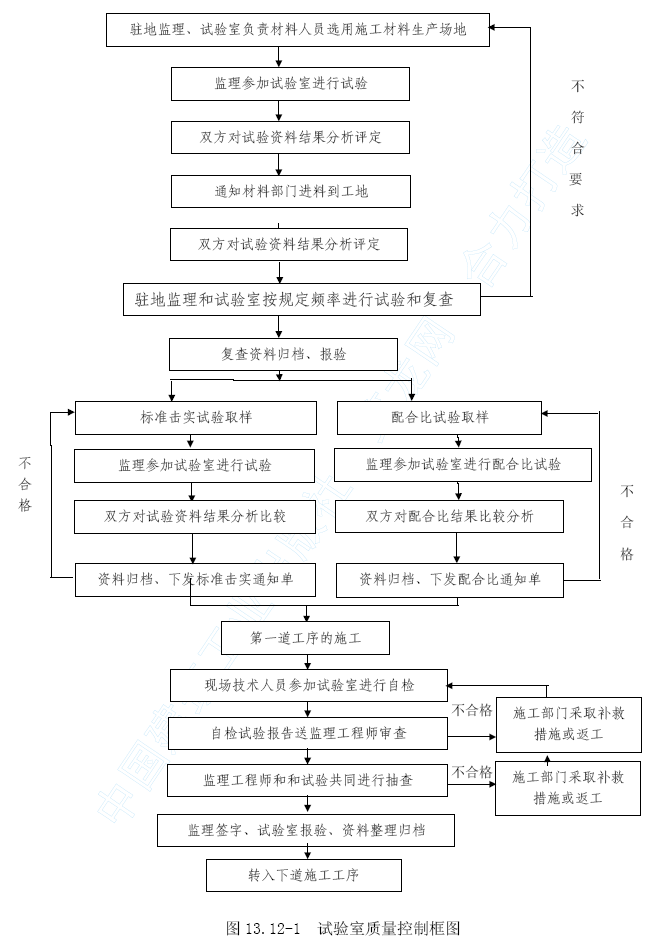 驻地监理、试验室负责材料人员选用施工材料生产场地
监理参加试验室进行试验
双方对试验资料结果分析评定
通知材料部门进料到工地
双方对试验资料结果分析评定
驻地监理和试验室按规定频率进行试验和复查
不
符
合
要
求
复查资料归档、报验
标准击实试验取样
监理参加试验室进行试验
双方对试验资料结果分析比较
资料归档、下发标准击实通知单
不
合
格
配合比试验取样
监理参加试验室进行配合比试验
双方对配合比结果比较分析
资料归档、下发配合比通知单
不
合
格
第一道工序的施工
现场技术人员参加试验室进行自检
自检试验报告送监理工程师审查
不合格
施工部门采取补救
措施或返工
监理工程师和和试验共同进行抽查
不合格
施工部门采取补救
措施或返工
监理签字、试验室报验、资料整理归档
转入下道施工工序
图 13.12-1 试验室质量控制框图